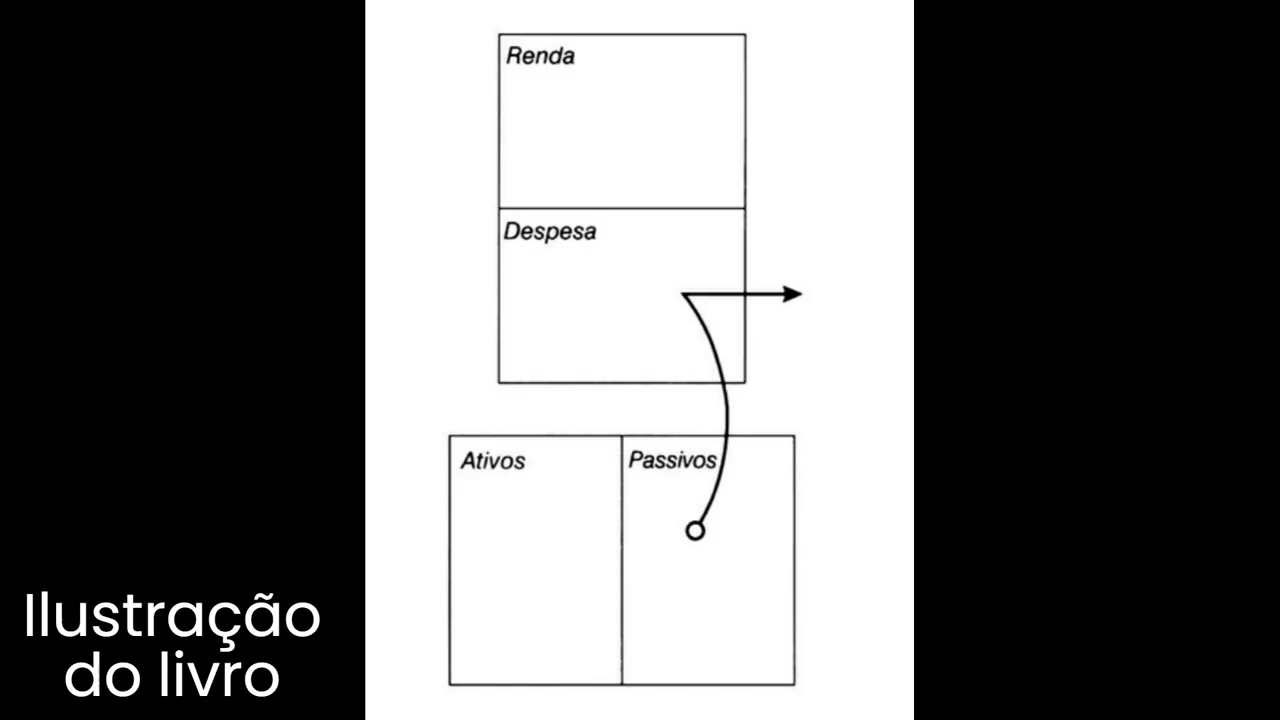 Renda
Despesa
Ativos
Passivos
Ilustração
do livro